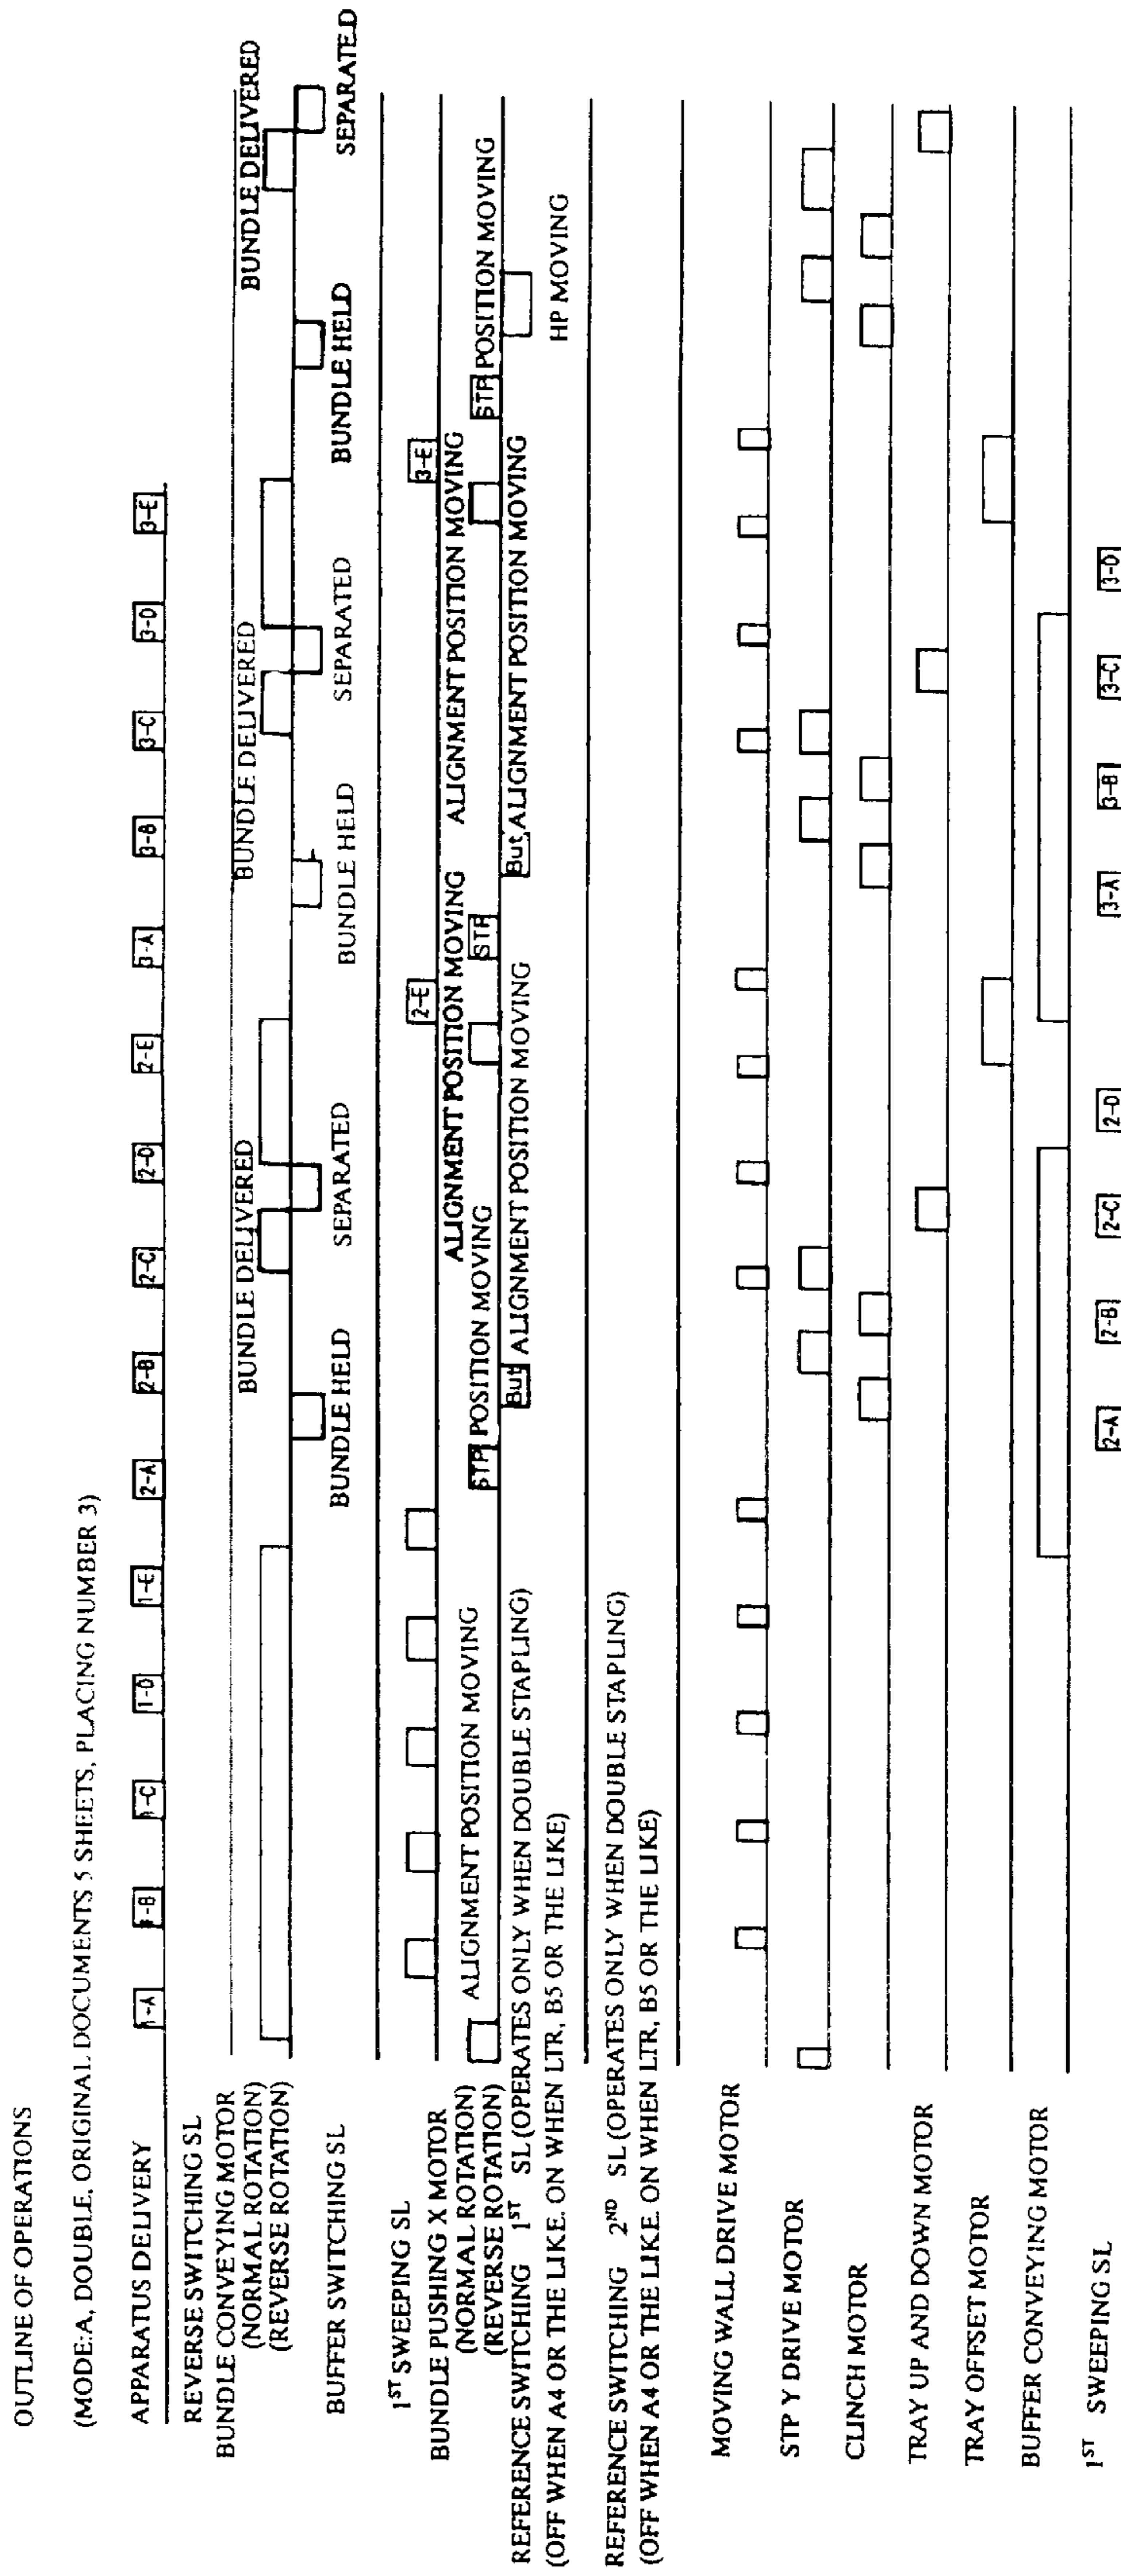 OUTLINE OF OPERATIONS
(MODE:A, DOUBLE, ORIGINAL DOCUMENTS 5 SHEETS, PLACING NUMBER 3)
APPARATUS DELIVERY
1-A 1-B 1-C 1-D 1-E 2-A 2-B 2-C 2-D 2-E 3-A 3-B 3-C 3-D 3-E
REVERSE SWITCHING SL
BUNDLE CONVEYING MOTOR
(NORMAL ROTATION)
(REVERSE ROTATION)
BUNDLE DELIVERED BUNDLE DELIVERED BUNDLE DELIVERED
BUNDLE HELD SEPARATED BUNDLE HELD SEPARATED BUNDLE HELD SEPARATED
BUFFER SWITCHING SL
1ST SWEEPING SL
2-E 3-E
BUNDLE PUSHING X MOTOR
(NORMAL ROTATION)
(REVERSE ROTATION)
ALIGNMENT POSITION MOVING ALIGNMENT POSITION MOVING ALIGNMENT POSITION MOVING
STP POSITION MOVING STP STP POSITION MOVING
But ALIGNMENT POSITION MOVING But ALIGNMENT POSITION MOVING
HP MOVING
REFERENCE SWITCHING 1ST SL (OPERATES ONLY WHEN DOUBLE STAPLING)
(OFF WHEN A4 OR THE LIKE. ON WHEN LTR, B5 OR THE LIKE)
REFERENCE SWITCHING 2ND SL (OPERATES ONLY WHEN DOUBLE STAPLING)
(OFF WHEN A4 OR THE LIKE. ON WHEN LTR, B5 OR THE LIKE)
MOVING WALL DRIVE MOTOR
STP Y DRIVE MOTOR
CLINCH MOTOR
TRAY UP AND DOWN MOTOR
TRAY OFFSET MOTOR
BUFFER CONVEYING MOTOR
1ST SWEEPING SL
2-A 2-B 2-C 2-D 3-A 3-B 3-C 3-D